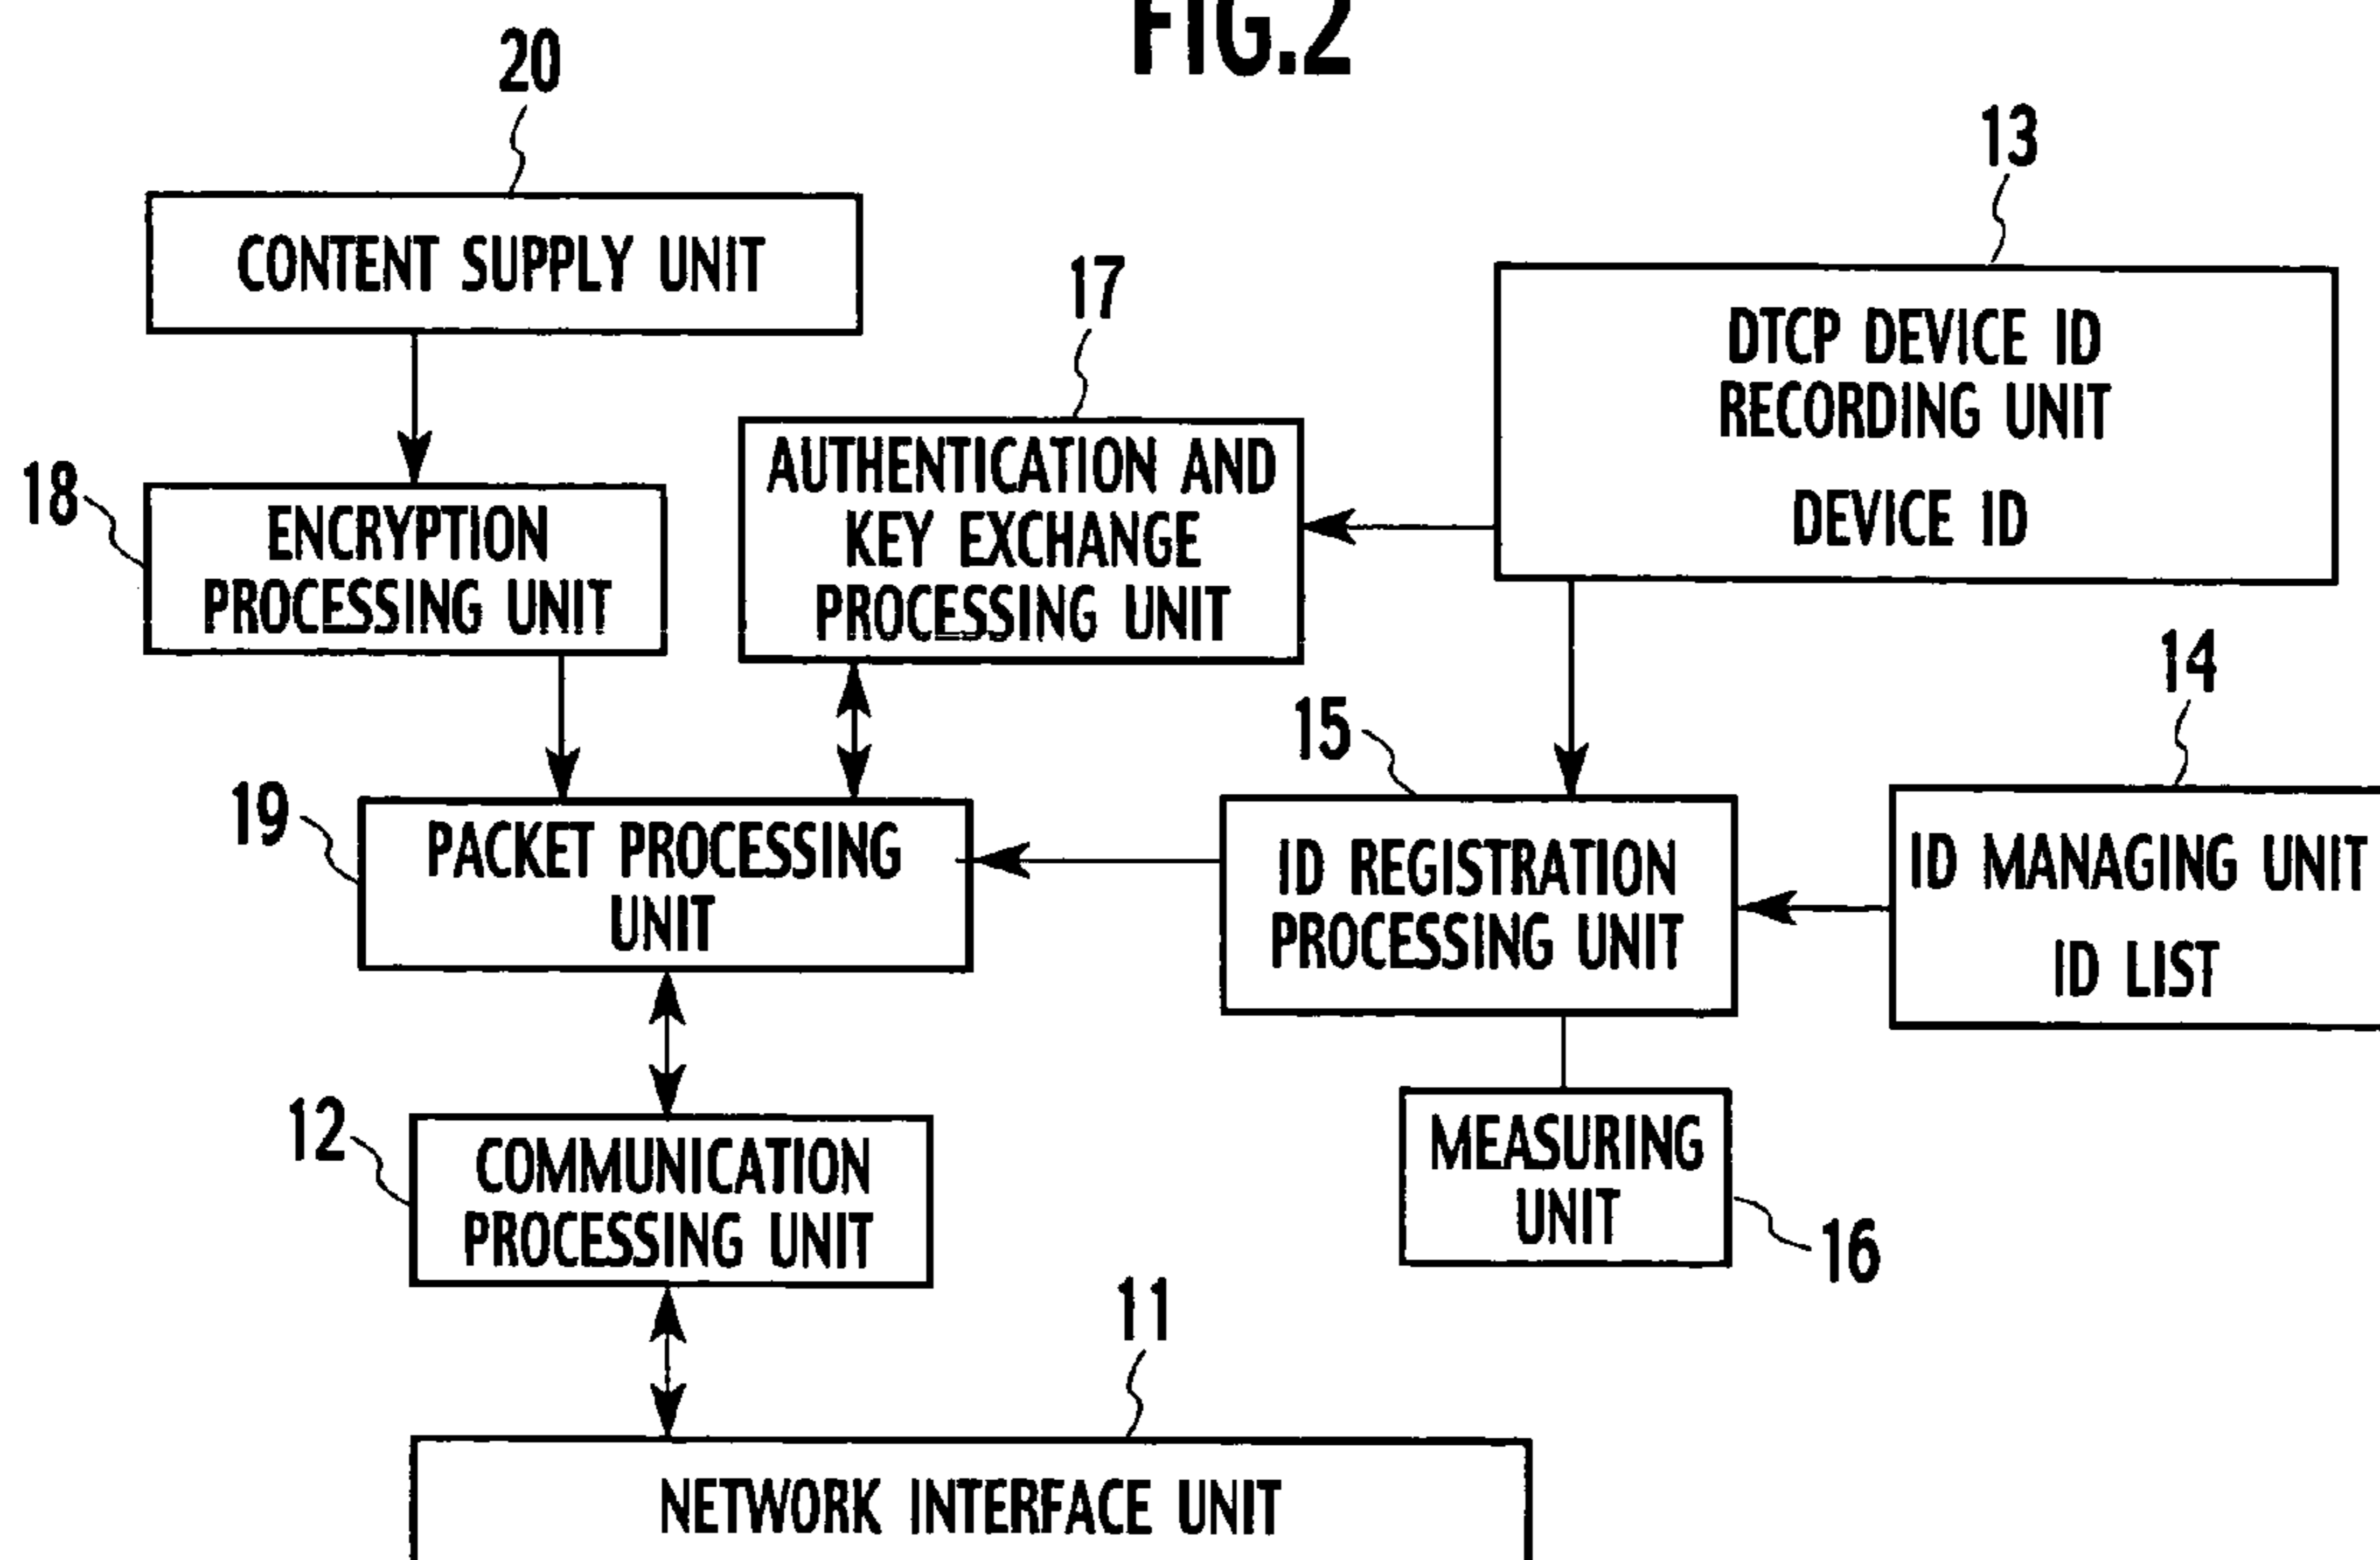 FIG.2
20
13
CONTENT SUPPLY UNIT
17
DTCP DEVICE ID
RECORDING UNIT
DEVICE ID
18
ENCRYPTION
PROCESSING UNIT
AUTHENTICATION AND
KEY EXCHANGE
PROCESSING UNIT
14
15
19
PACKET PROCESSING
UNIT
ID REGISTRATION
PROCESSING UNIT
ID MANAGING UNIT
ID LIST
12
COMMUNICATION
PROCESSING UNIT
MEASURING
UNIT
16
11
NETWORK INTERFACE UNIT